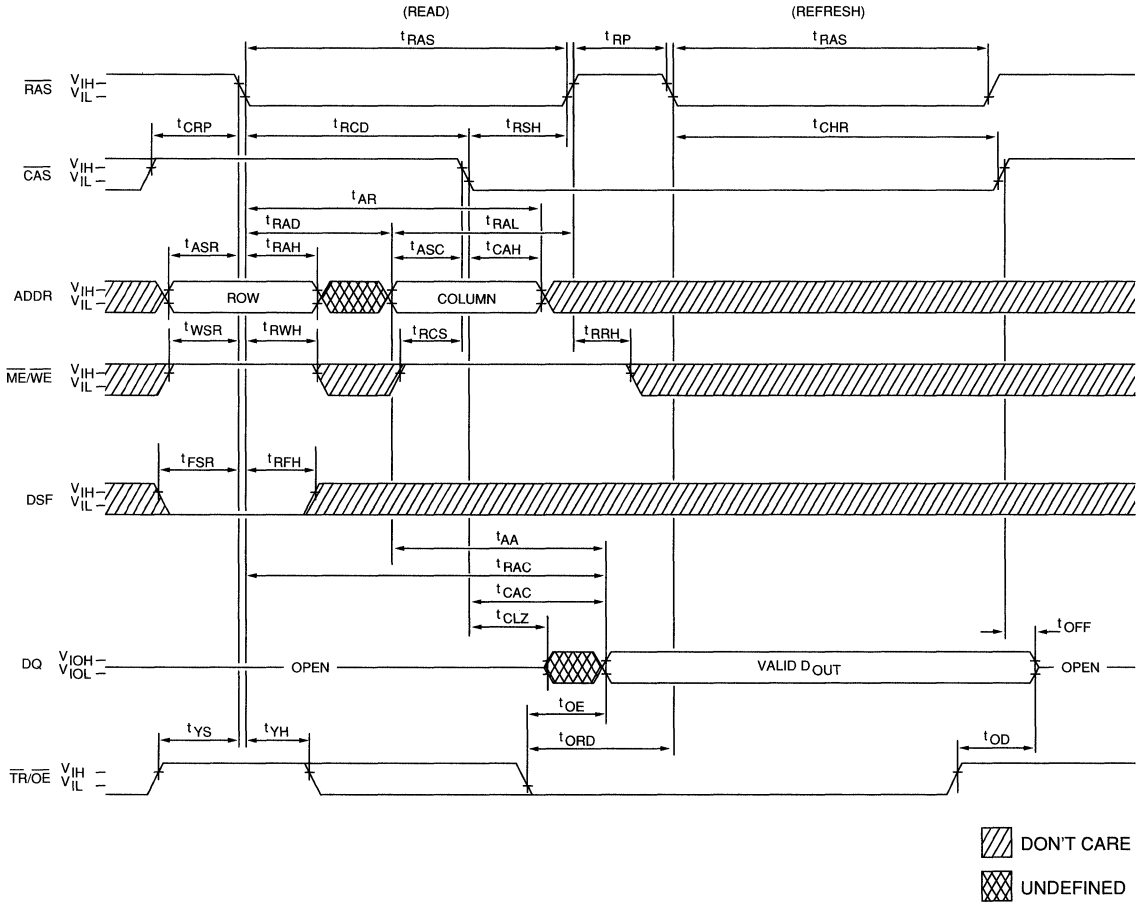 (READ) (REFRESH)
tRAS tRP tRAS
RAS VIH VIL
tCRP tRCD tRSH tCHR
CAS VIH VIL
tAR
tRAD tRAL
tASR tRAH tASC tCAH
ADDR VIH VIL ROW COLUMN
tWSR tRWH tRCS tRRH
ME/WE VIH VIL
tFSR tRFH
DSF VIH VIL
tAA
tRAC
tCAC
tCLZ tOFF
DQ VIOH VIOL OPEN VALID DOUT OPEN
tOE
tYS tYH tORD tOD
TR/OE VIH VIL
DON'T CARE
UNDEFINED